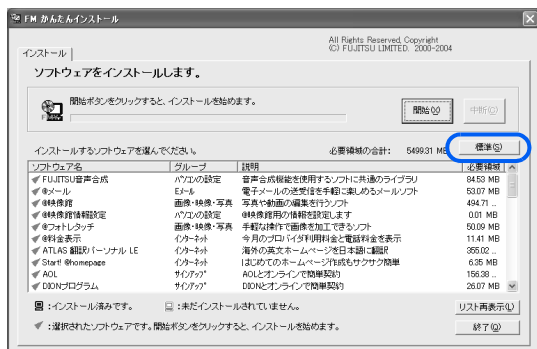 FM かんたんインストール
All Rights Reserved, Copyright
(C) FUJITSU LIMITED. 2000-2004
インストール
ソフトウェアをインストールします。
開始ボタンをクリックすると、インストールを始めます。
開始(X) 中断(C)
インストールするソフトウェアを選んでください。 必要領域の合計: 5499.31 MB 標準(S)
ソフトウェア名 グループ 説明 必要領域
FUJITSU音声合成 パソコンの設定 音声合成機能を使用するソフトに共通のライブラリ 84.53 MB
@メール Eメール 電子メールの送受信を手軽に楽しめるメールソフト 53.07 MB
@映像館 画像・映像・写真 写真や動画の編集を行うソフト 494.71 ...
@映像館情報設定 パソコンの設定 @映像館用の情報を設定します 0.01 MB
@フォトレタッチ 画像・映像・写真 手軽な操作で画像を加工できるソフト 50.09 MB
@料金表示 インターネット 今月のプロバイダ利用料金と電話料金を表示 11.41 MB
ATLAS 翻訳パーソナル LE インターネット 海外の英文ホームページを日本語に翻訳 355.02 ...
Start! @homepage インターネット はじめてのホームページ作成もサクサク簡単 6.35 MB
AOL サインアップ AOLとオンラインで簡単契約 156.38 ...
DIONプログラム サインアップ DIONとオンラインで簡単契約 26.07 MB
:インストール済みです。 :未だインストールされていません。 リスト再表示(L)
:選択されたソフトウェアです。開始ボタンをクリックすると、インストールを始めます。 終了(Q)